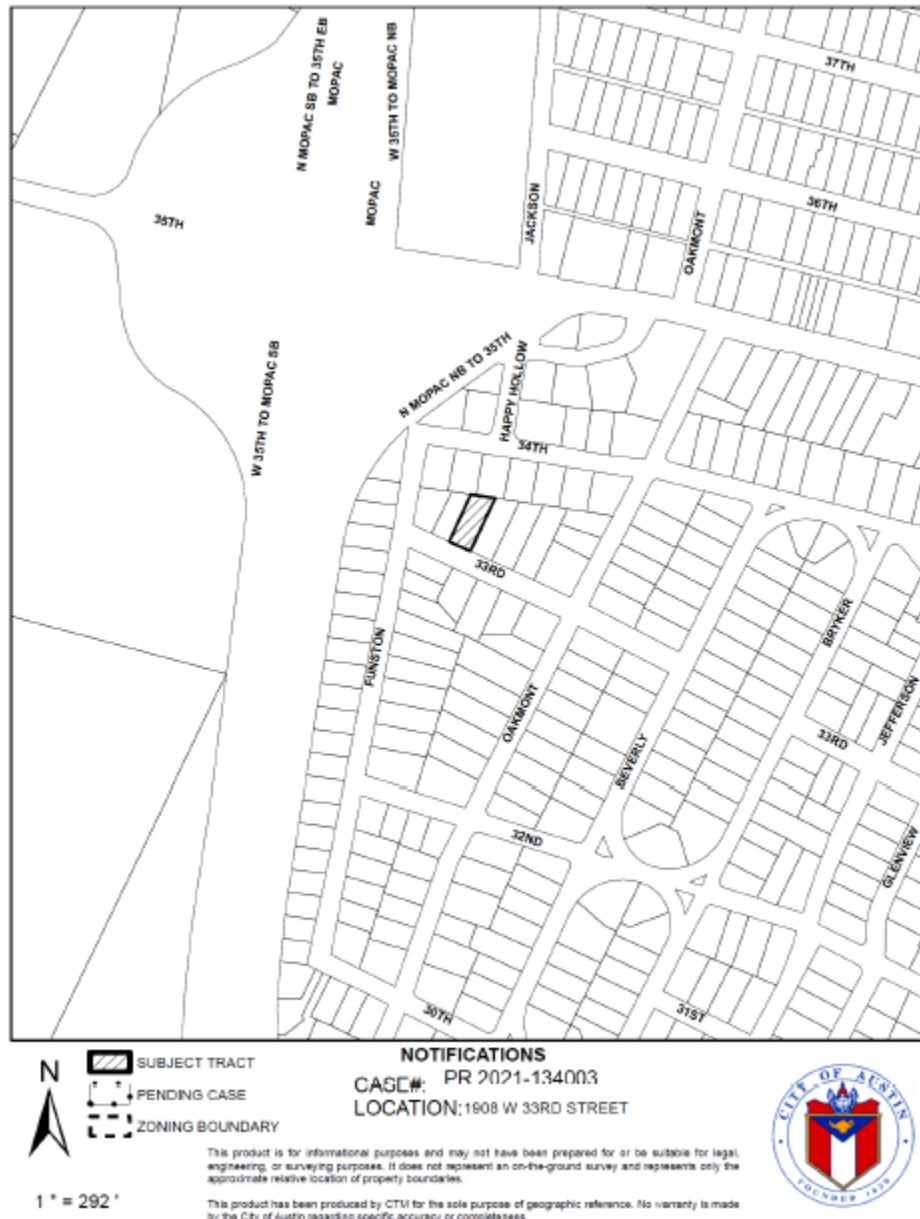 37TH
N MOPAC SB TO 35TH EB
MOPAC
W 35TH TO MOPAC NB
MOPAC
JACKSON
36TH
OAKMONT
35TH
N MOPAC NB TO 35TH
HAPPY HOLLOW
W 35TH TO MOPAC SB
34TH
33RD
BRYKER
FUNSTON
OAKMONT
JEFFERSON
33RD
BEVERLY
32ND
GLENVIEW
30TH
31ST
N
1 " = 292 '
SUBJECT TRACT
PENDING CASE
ZONING BOUNDARY
NOTIFICATIONS
CASE#: PR 2021-134003
LOCATION: 1908 W 33RD STREET
This product is for informational purposes and may not have been prepared for or be suitable for legal,
engineering, or surveying purposes. It does not represent an on-the-ground survey and represents only the
approximate relative location of property boundaries.
This product has been produced by CTM for the sole purpose of geographic reference. No warranty is made
by the City of Austin regarding specific accuracy or completeness.
CITY OF AUSTIN
FOUNDED 1839